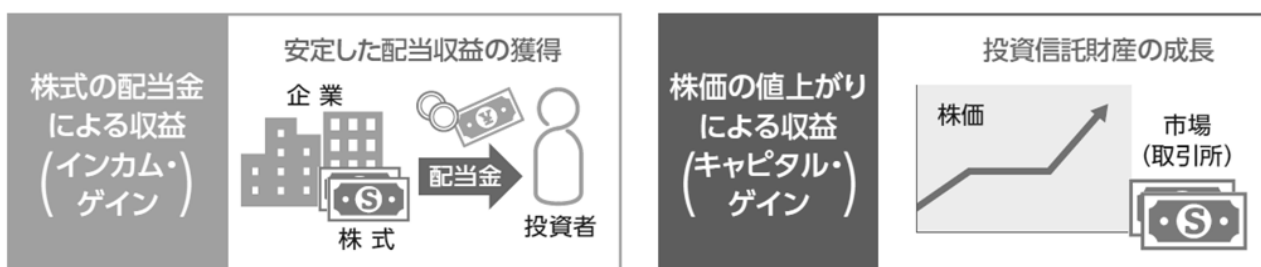 株式の配当金
による収益
(インカム・
ゲイン)
安定した配当収益の獲得
企業
¥
配当金
S
株式
投資者
株価の値上がり
による収益
(キャピタル・
ゲイン)
投資信託財産の成長
株価
市場
(取引所)
S